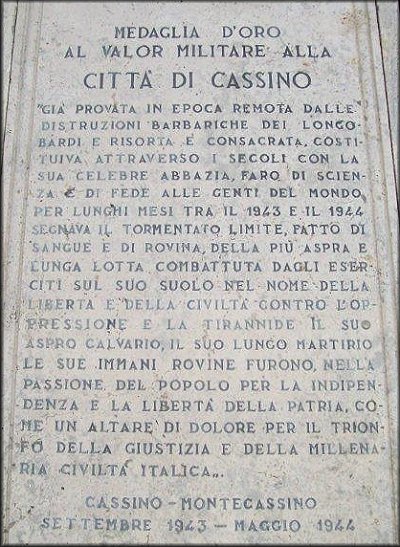 MEDAGLIA D'ORO
AL VALOR MILITARE ALLA
CITTÀ DI CASSINO
"GIÀ PROVATA IN EPOCA REMOTA DALLE
DISTRUZIONI BARBARICHE DEI LONGO-
BARDI E RISORTA E CONSACRATA, COSTI-
TUIVA ATTRAVERSO I SECOLI CON LA
SUA CELEBRE ABBAZIA, FARO DI SCIEN-
ZA E DI FEDE ALLE GENTI DEL MONDO.
PER LUNGHI MESI TRA IL 1943 E IL 1944
SEGNAVA IL TORMENTATO LIMITE, FATTO DI
SANGUE E DI ROVINA, DELLA PIÙ ASPRA E
LUNGA LOTTA COMBATTUTA DAGLI ESER-
CITI SUL SUO SUOLO NEL NOME DELLA
LIBERTÀ E DELLA CIVILTÀ CONTRO L'OP-
PRESSIONE E LA TIRANNIDE IL SUO
ASPRO CALVARIO, IL SUO LUNGO MARTIRIO
LE SUE IMMANI ROVINE FURONO, NELLA
PASSIONE DEL POPOLO PER LA INDIPEN-
DENZA E LA LIBERTÀ DELLA PATRIA, CO-
ME UN ALTARE DI DOLORE PER IL TRION-
FO DELLA GIUSTIZIA E DELLA MILLENA-
RIA CIVILTÀ ITALICA„.
CASSINO - MONTECASSINO
SETTEMBRE 1943 - MAGGIO 1944